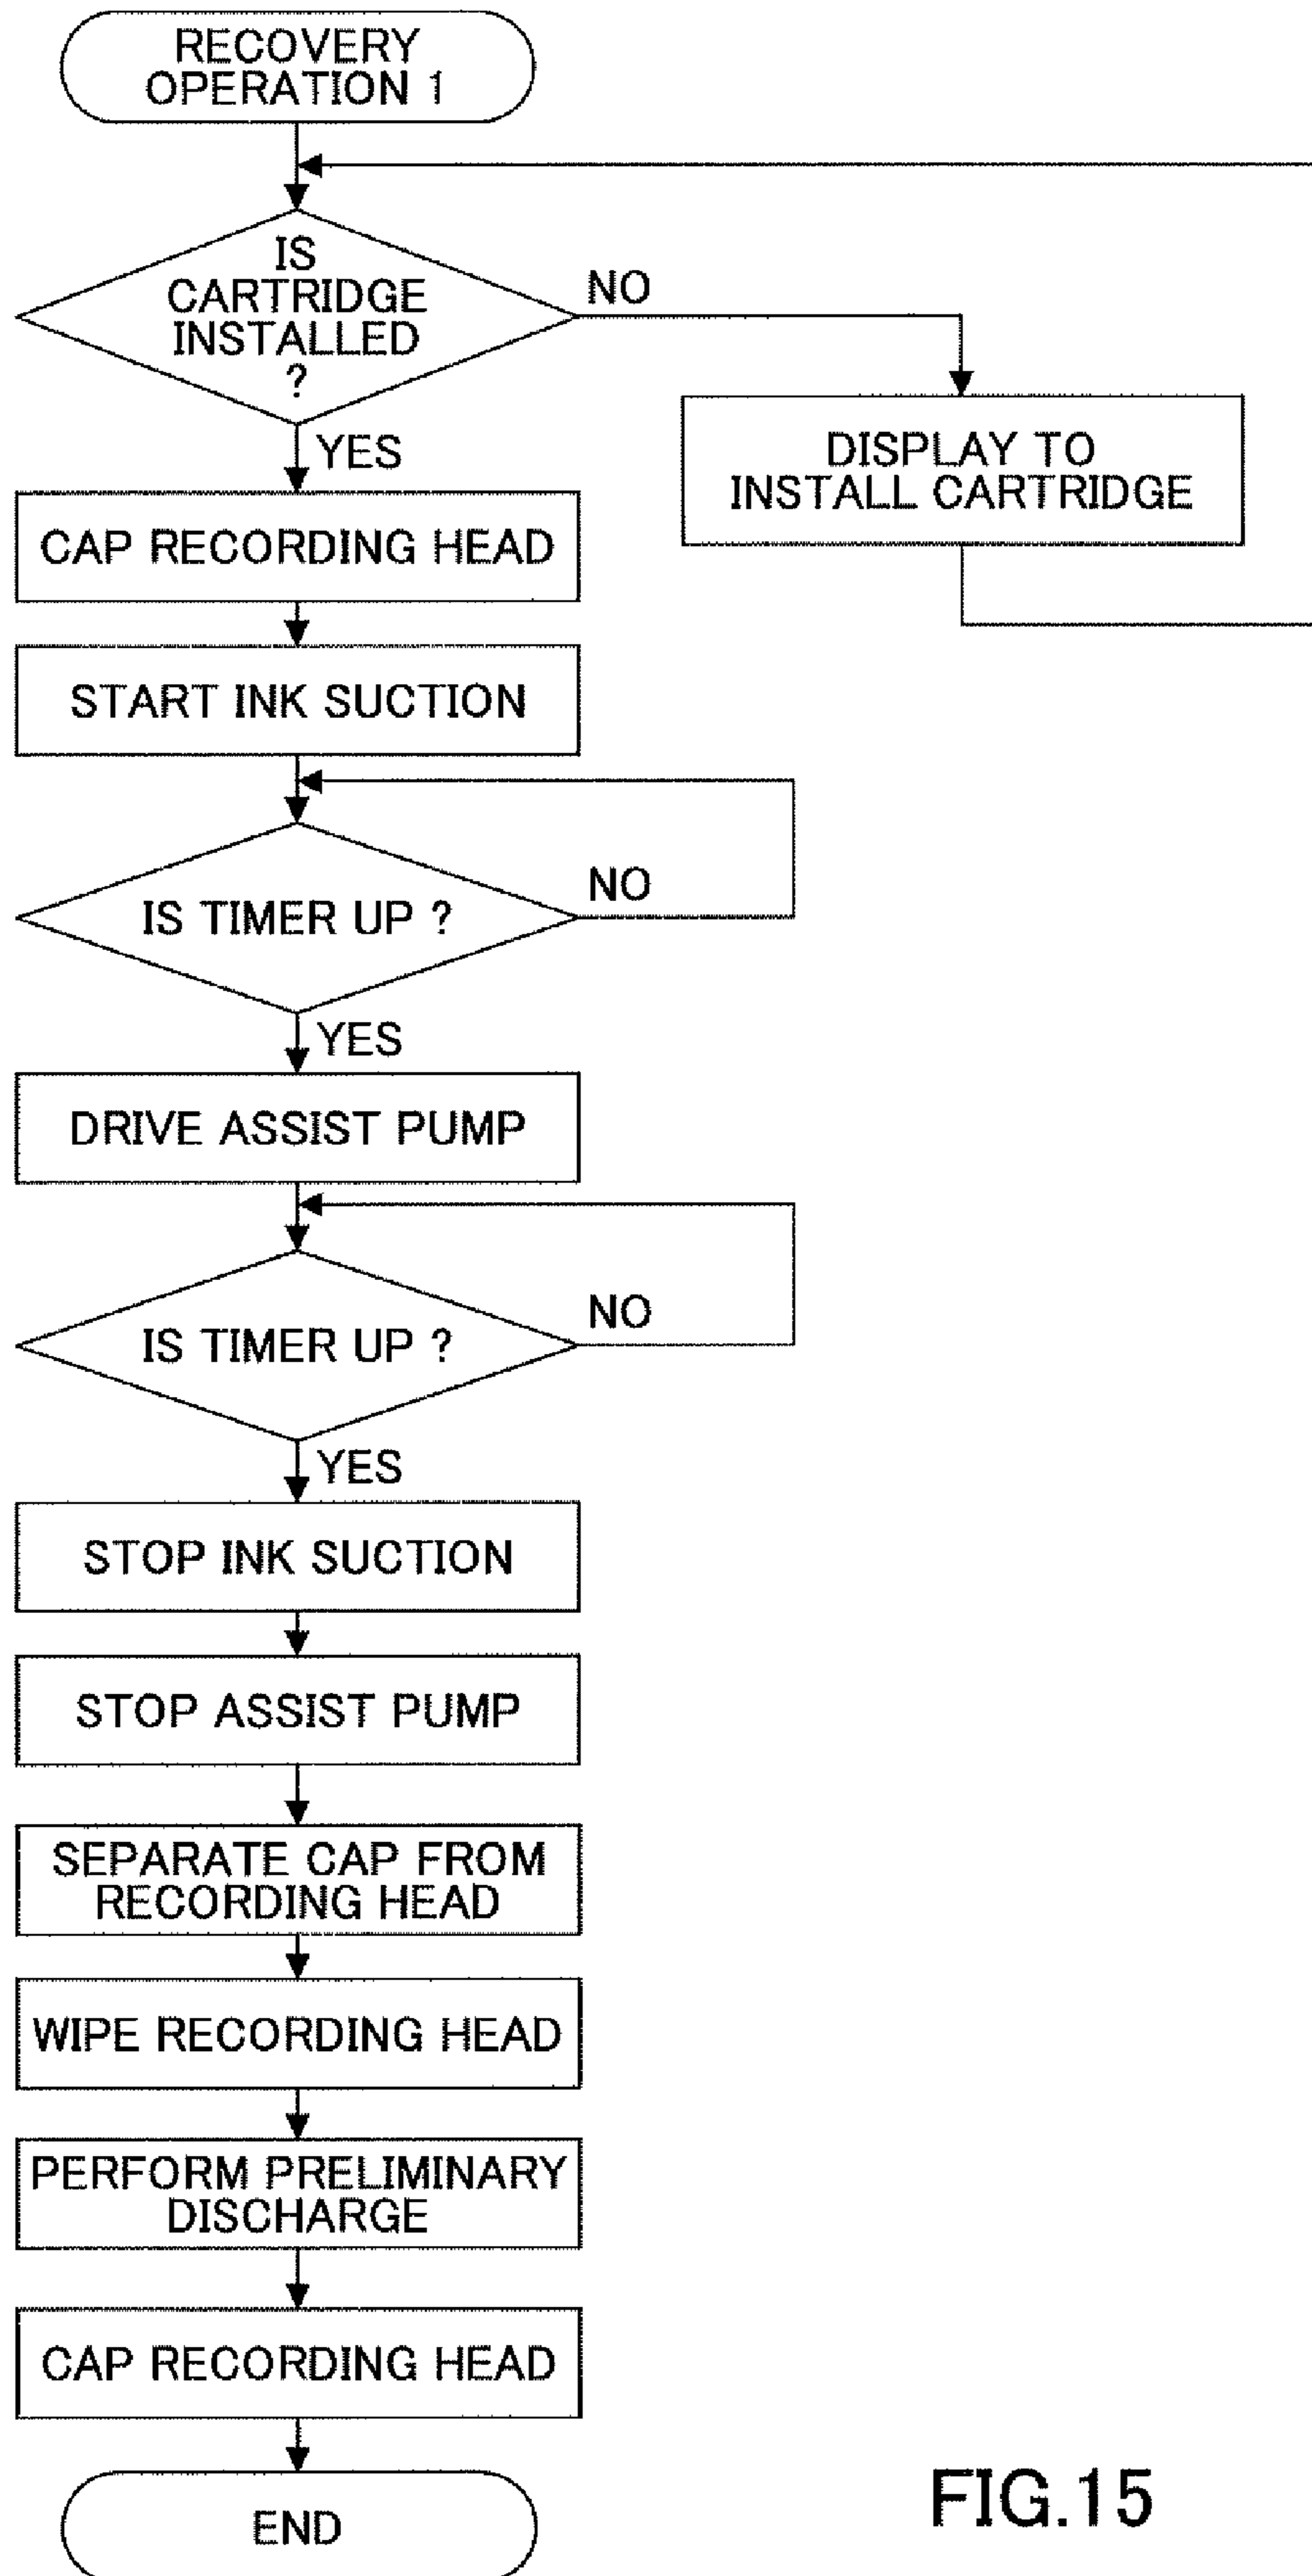 RECOVERY
OPERATION 1
IS
CARTRIDGE
INSTALLED
?
NO
DISPLAY TO
INSTALL CARTRIDGE
YES
CAP RECORDING HEAD
START INK SUCTION
IS TIMER UP ?
NO
YES
DRIVE ASSIST PUMP
IS TIMER UP ?
NO
YES
STOP INK SUCTION
STOP ASSIST PUMP
SEPARATE CAP FROM
RECORDING HEAD
WIPE RECORDING HEAD
PERFORM PRELIMINARY
DISCHARGE
CAP RECORDING HEAD
END
FIG.15